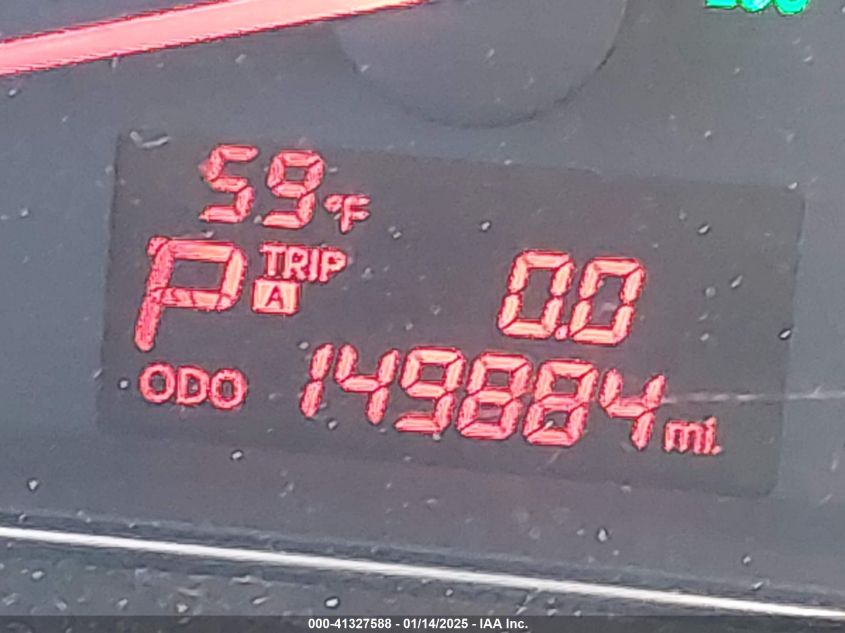 59°F
P TRIP A 0.0
ODO 149884 mi.
000-41327588 - 01/14/2025 - IAA Inc.